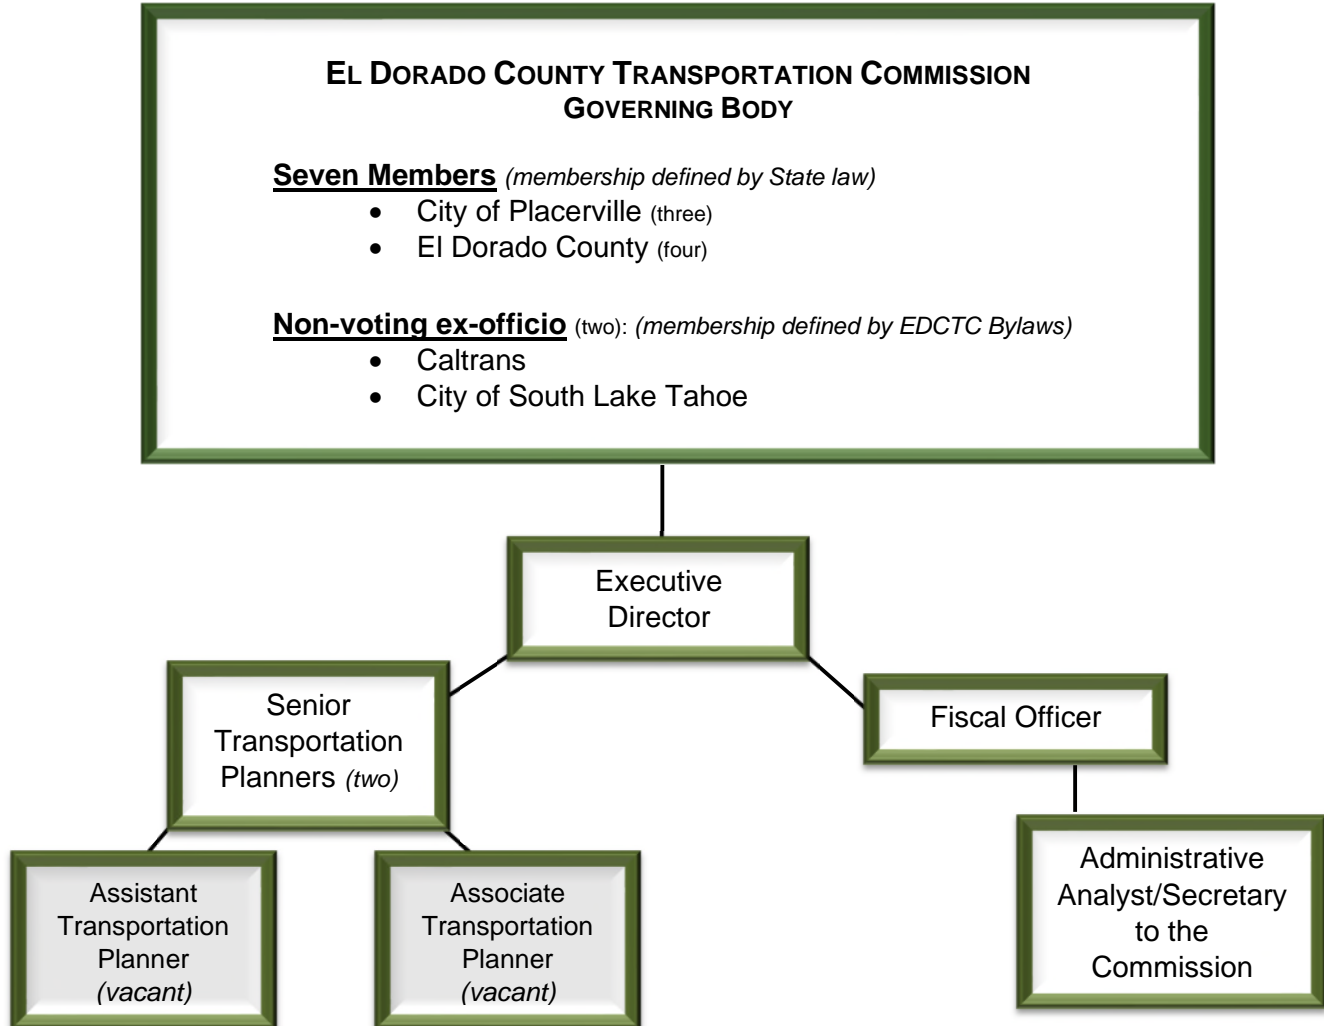 EL DORADO COUNTY TRANSPORTATION COMMISSION
GOVERNING BODY
Seven Members (membership defined by State law)
• City of Placerville (three)
• El Dorado County (four)
Non-voting ex-officio (two): (membership defined by EDCTC Bylaws)
• Caltrans
• City of South Lake Tahoe
Executive
Director
Senior
Transportation
Planners (two)
Fiscal Officer
Assistant
Transportation
Planner
(vacant)
Associate
Transportation
Planner
(vacant)
Administrative
Analyst/Secretary
to the
Commission